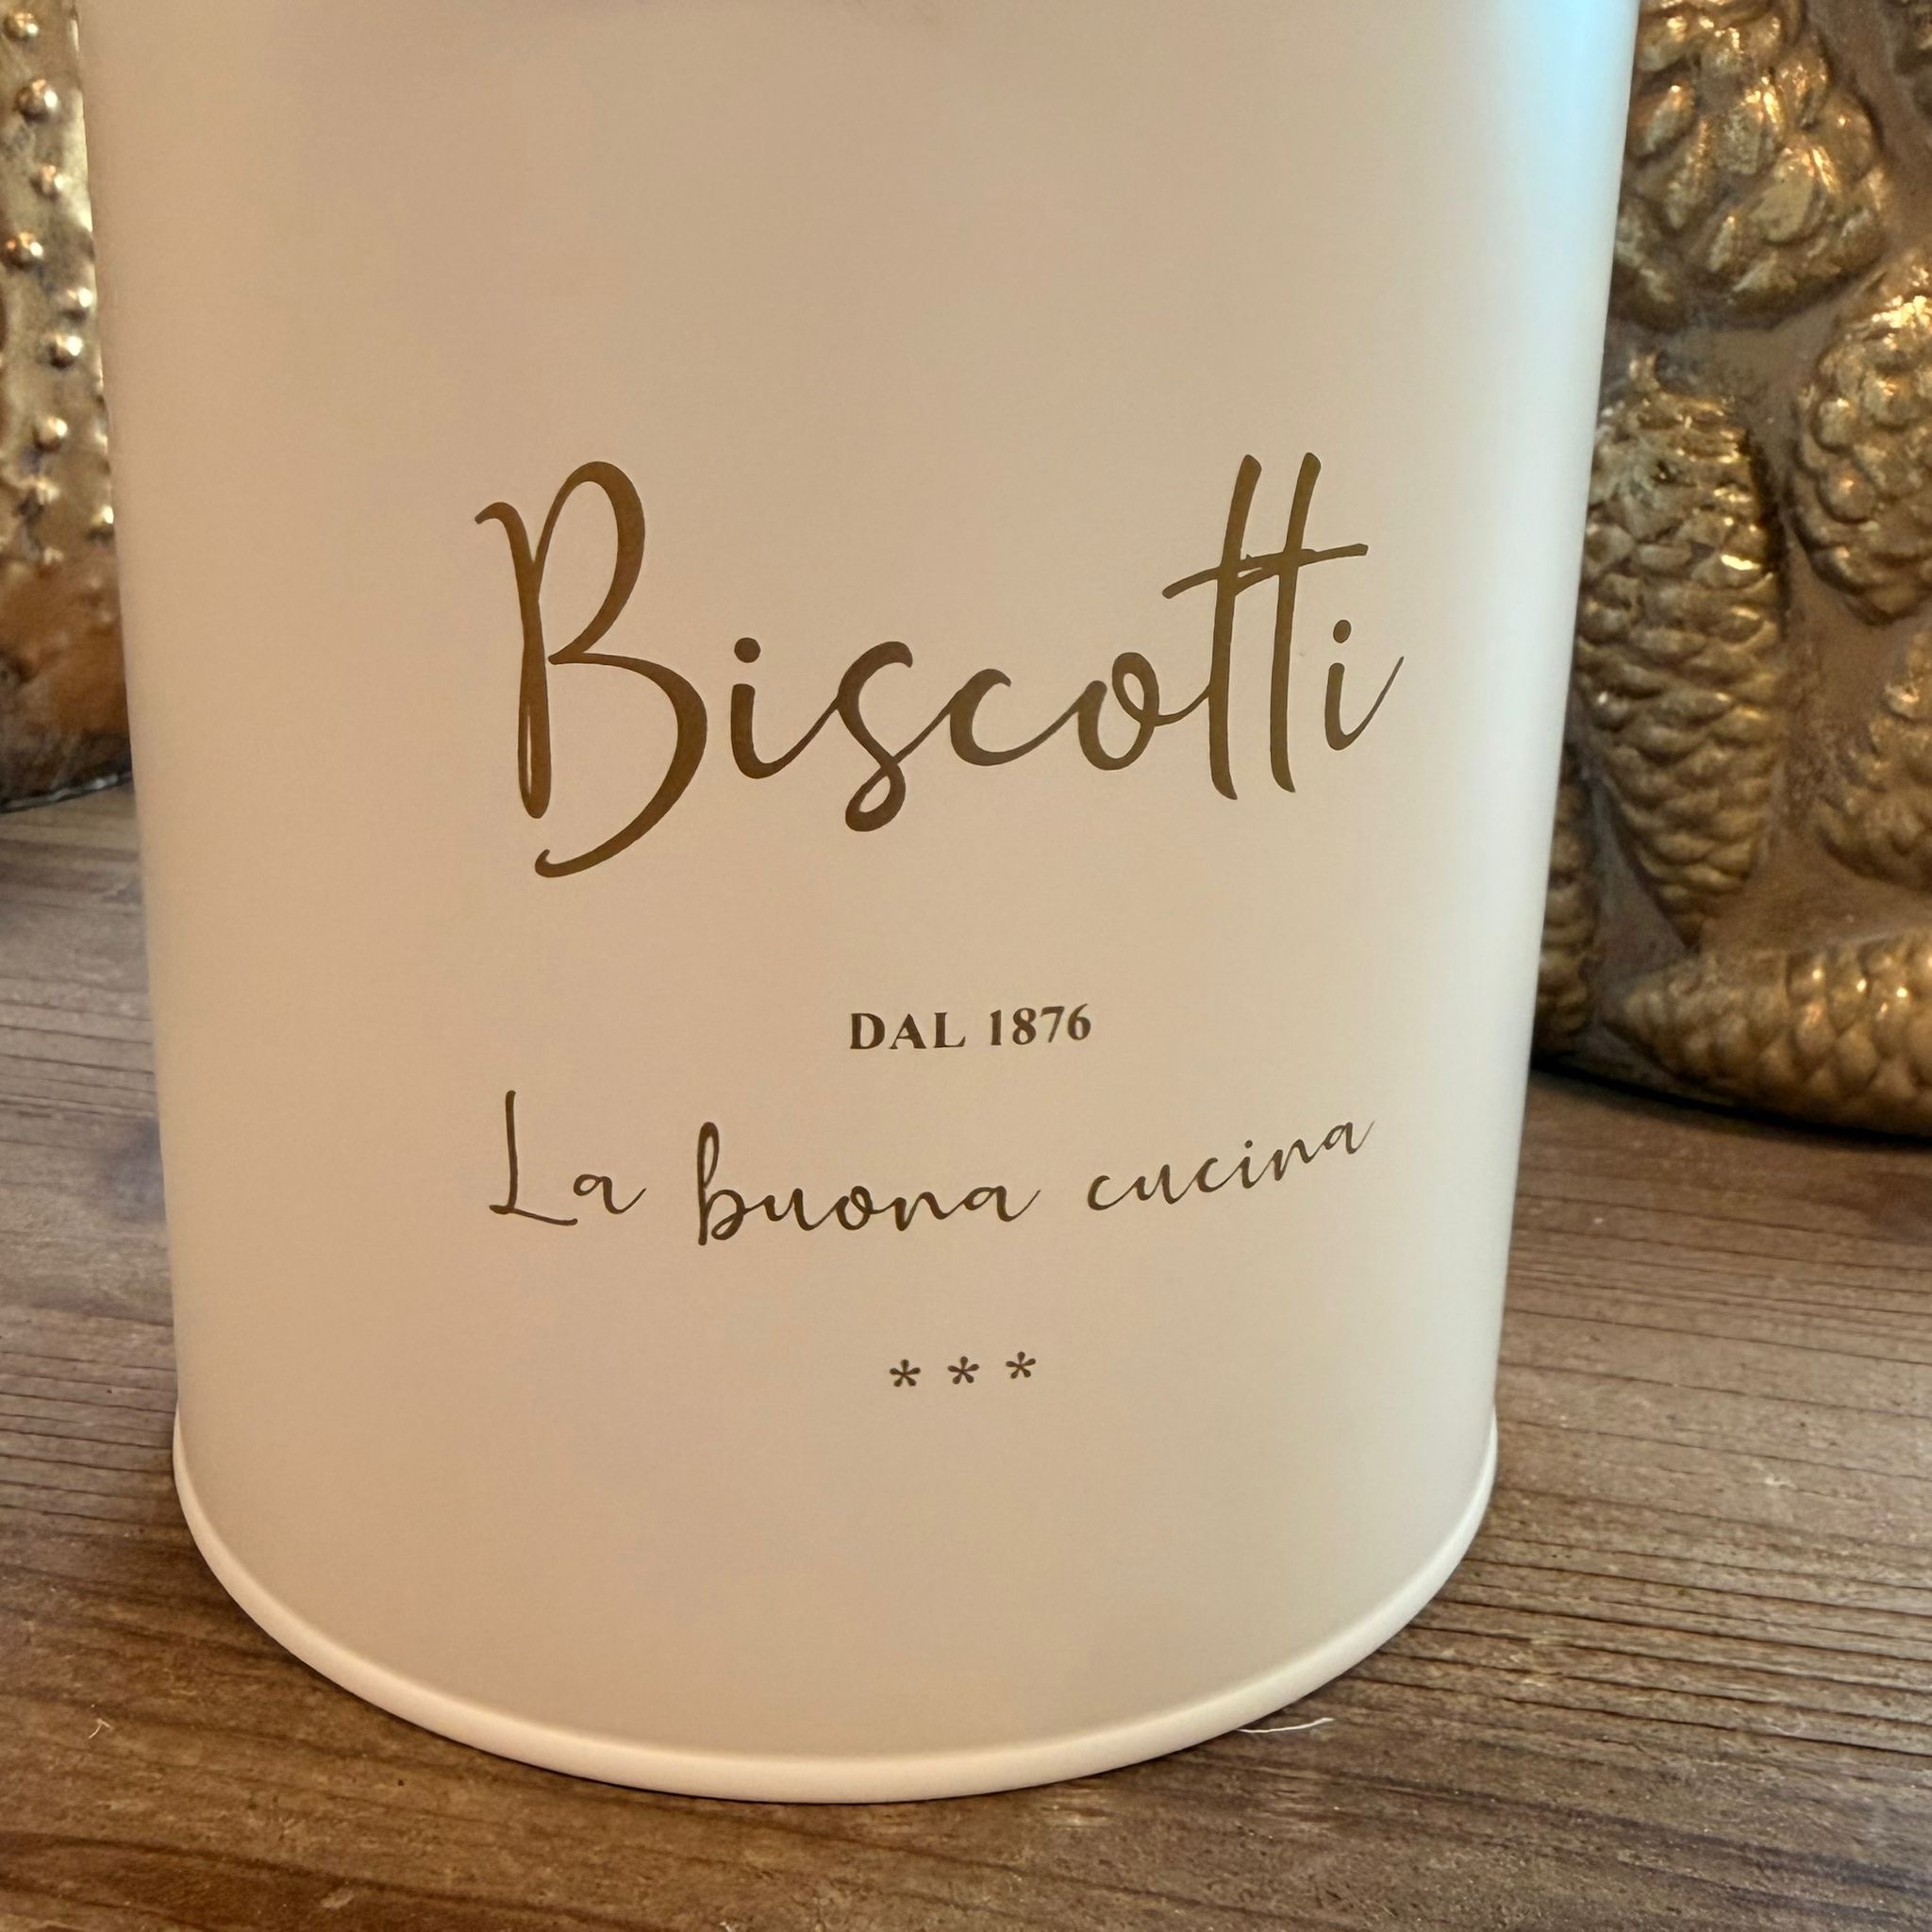 Biscotti
DAL 1876
La buona cucina
***